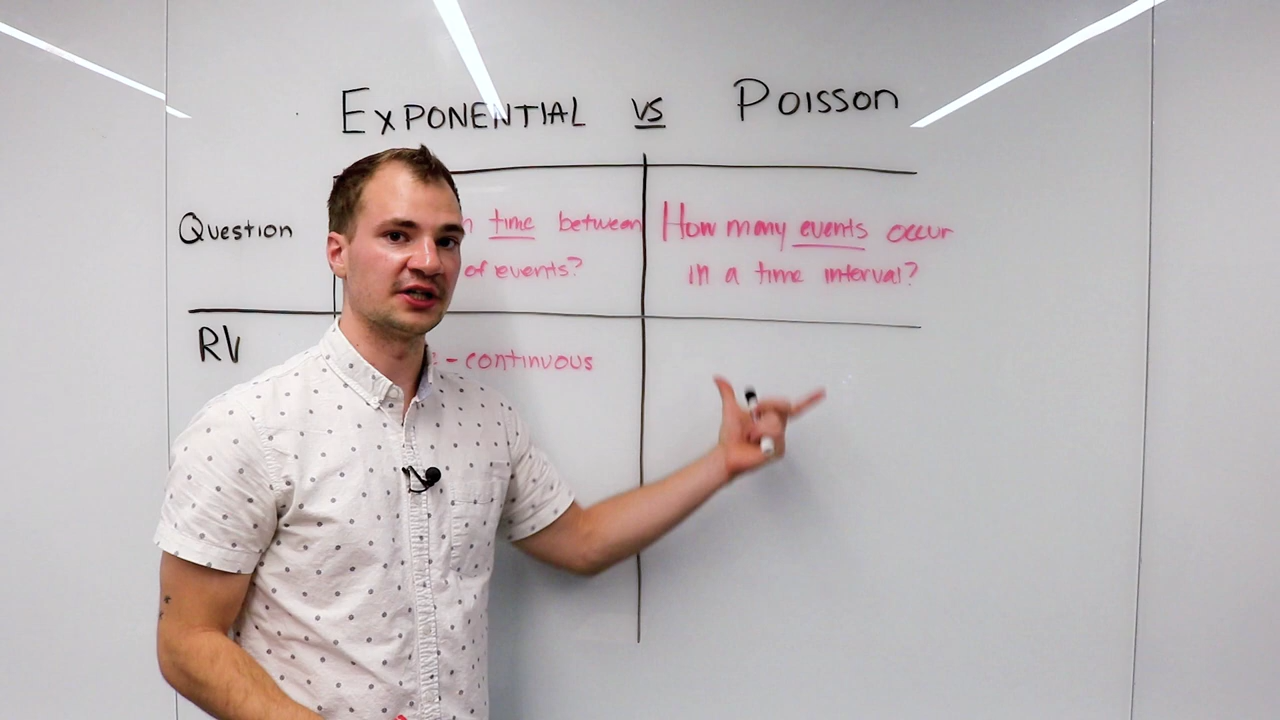 EXPONENTIAL vs Poisson
Question
time between
of events?
How many events occur
in a time interval?
RV
- continuous